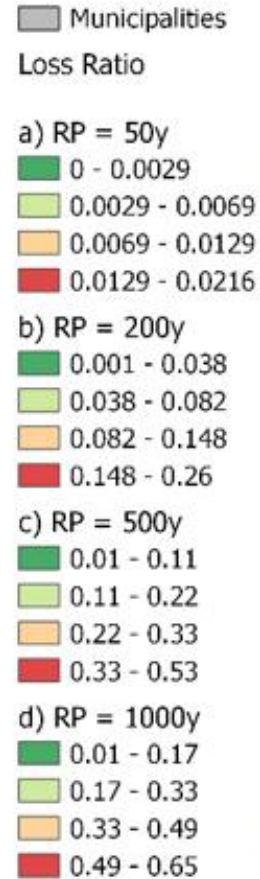 Municipalities
Loss Ratio
a) RP = 50y
0 - 0.0029
0.0029 - 0.0069
0.0069 - 0.0129
0.0129 - 0.0216
b) RP = 200y
0.001 - 0.038
0.038 - 0.082
0.082 - 0.148
0.148 - 0.26
c) RP = 500y
0.01 - 0.11
0.11 - 0.22
0.22 - 0.33
0.33 - 0.53
d) RP = 1000y
0.01 - 0.17
0.17 - 0.33
0.33 - 0.49
0.49 - 0.65